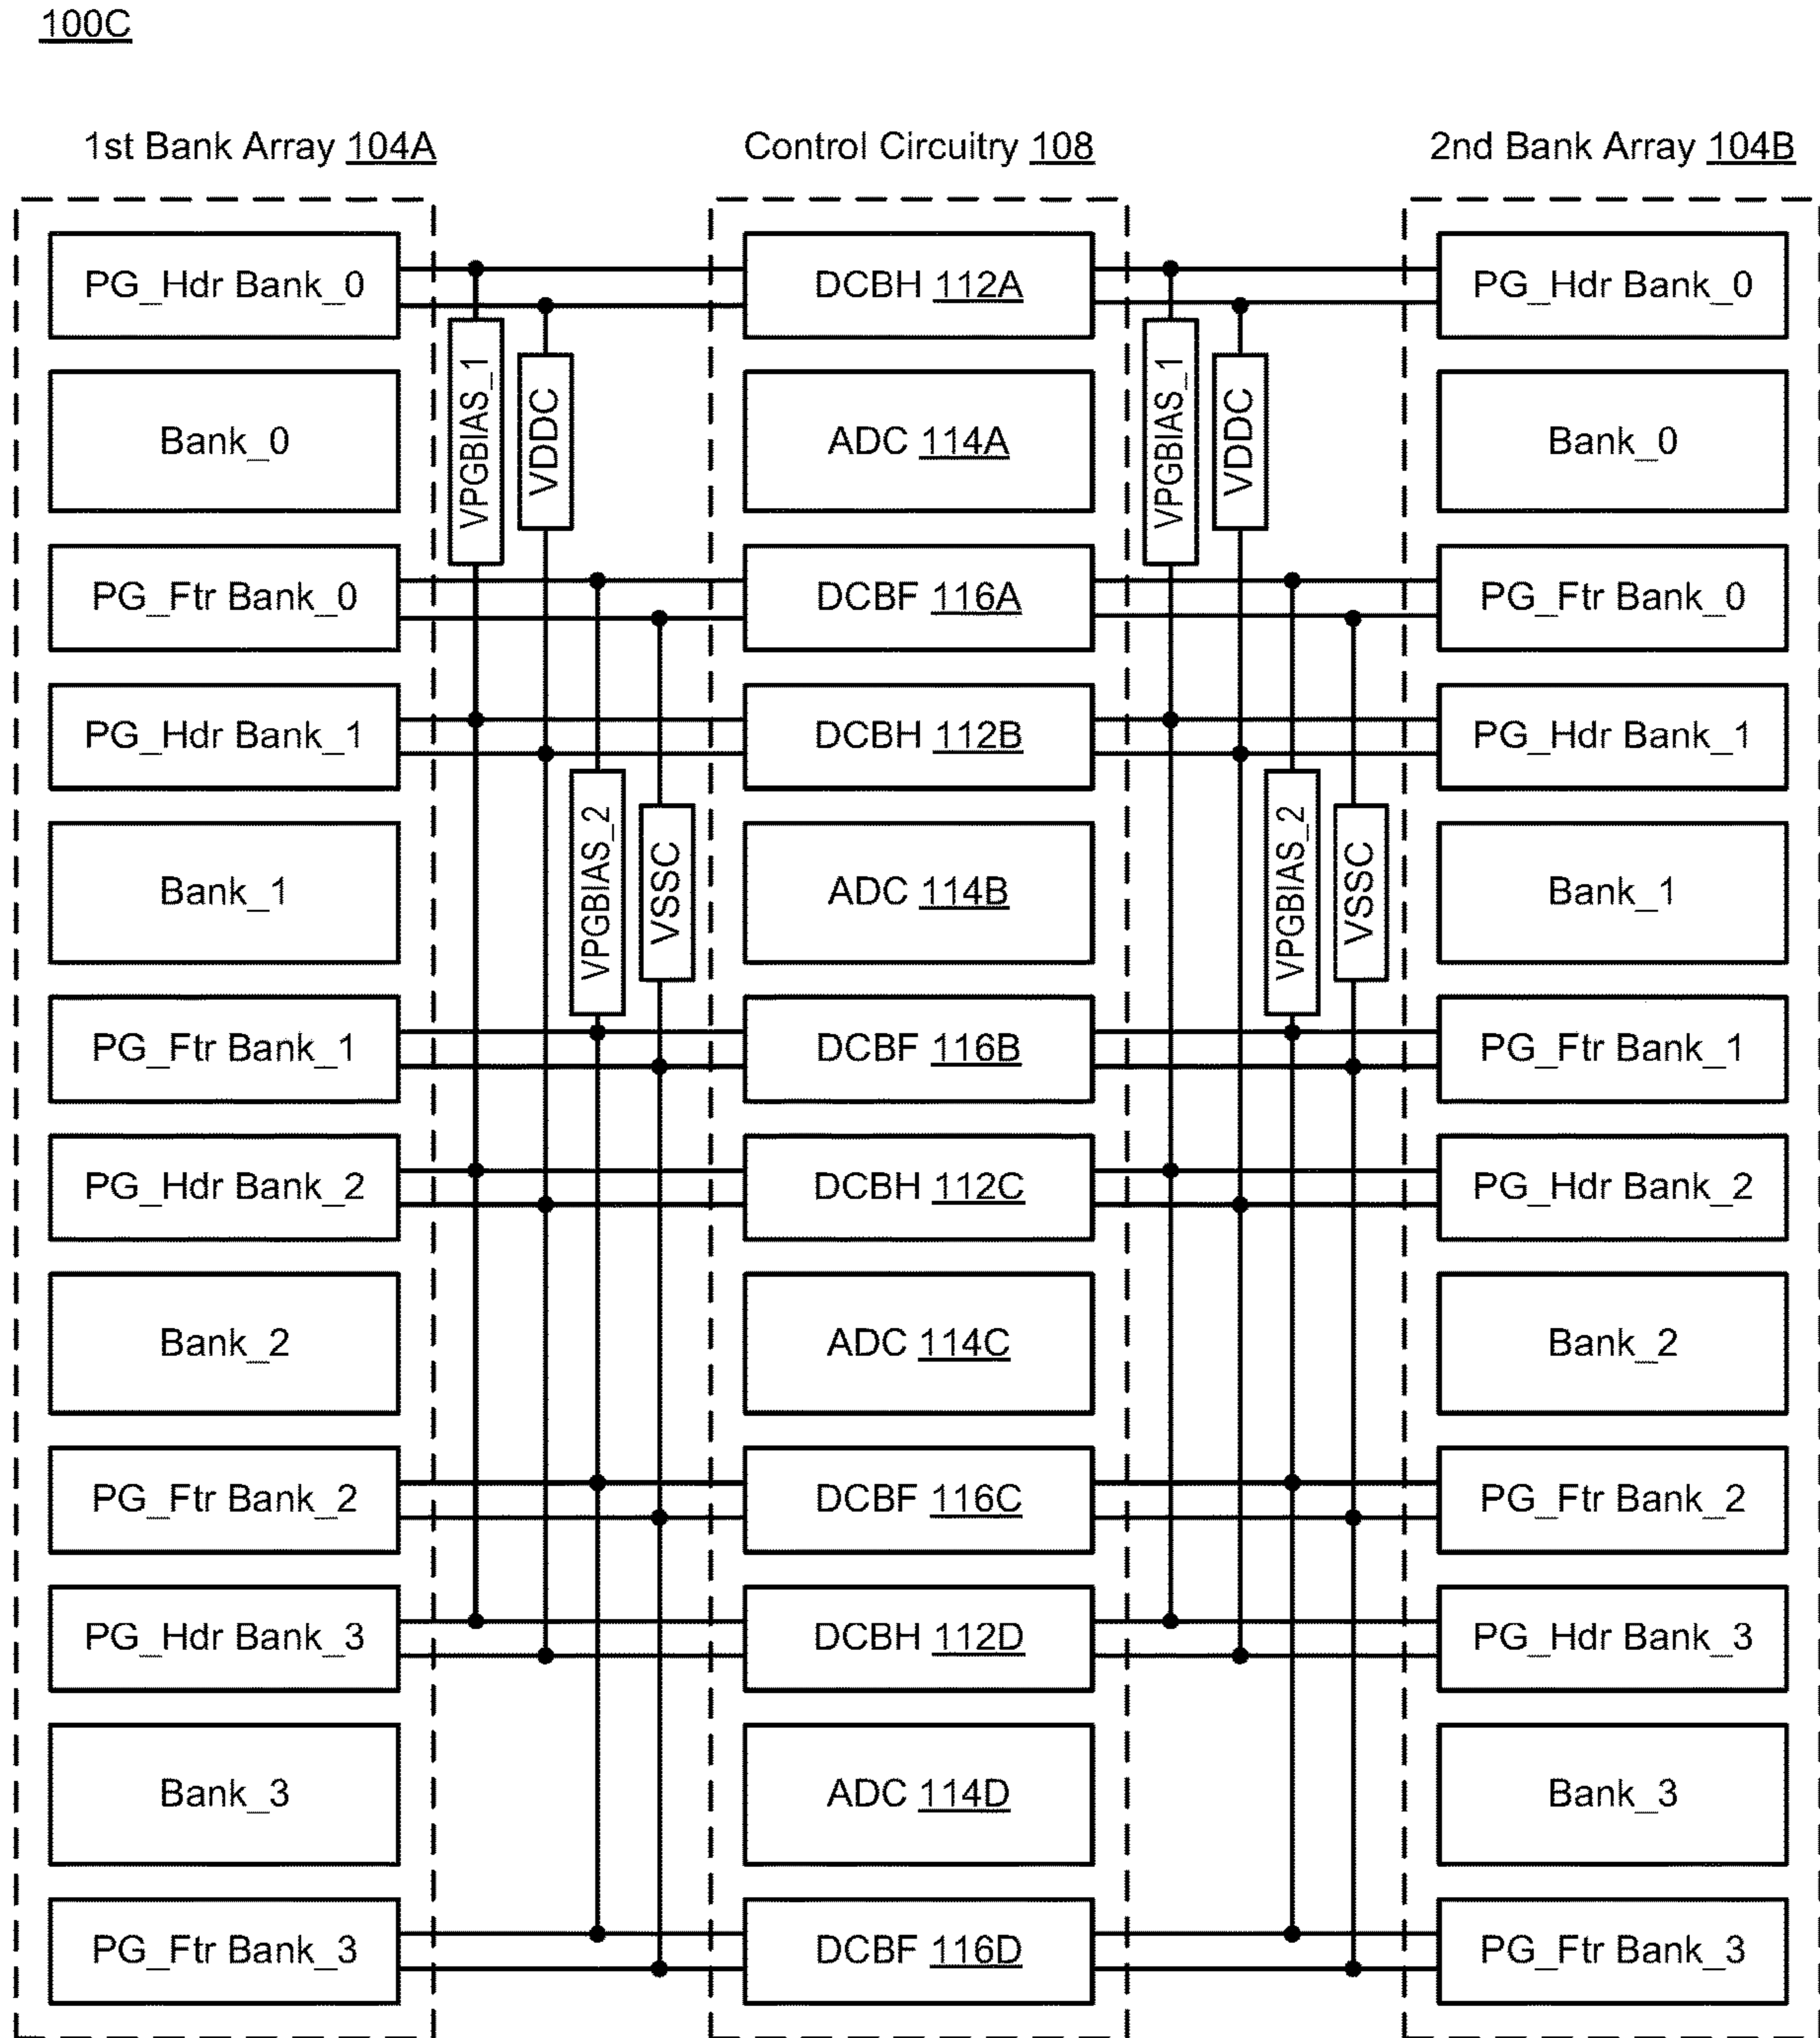 100C
1st Bank Array 104A
Control Circuitry 108
2nd Bank Array 104B
PG_Hdr Bank_0
DCBH 112A
PG_Hdr Bank_0
VPGBIAS_1
VDDC
VPGBIAS_1
VDDC
Bank_0
ADC 114A
Bank_0
PG_Ftr Bank_0
DCBF 116A
PG_Ftr Bank_0
PG_Hdr Bank_1
DCBH 112B
PG_Hdr Bank_1
VPGBIAS_2
VSSC
VPGBIAS_2
VSSC
Bank_1
ADC 114B
Bank_1
PG_Ftr Bank_1
DCBF 116B
PG_Ftr Bank_1
PG_Hdr Bank_2
DCBH 112C
PG_Hdr Bank_2
Bank_2
ADC 114C
Bank_2
PG_Ftr Bank_2
DCBF 116C
PG_Ftr Bank_2
PG_Hdr Bank_3
DCBH 112D
PG_Hdr Bank_3
Bank_3
ADC 114D
Bank_3
PG_Ftr Bank_3
DCBF 116D
PG_Ftr Bank_3